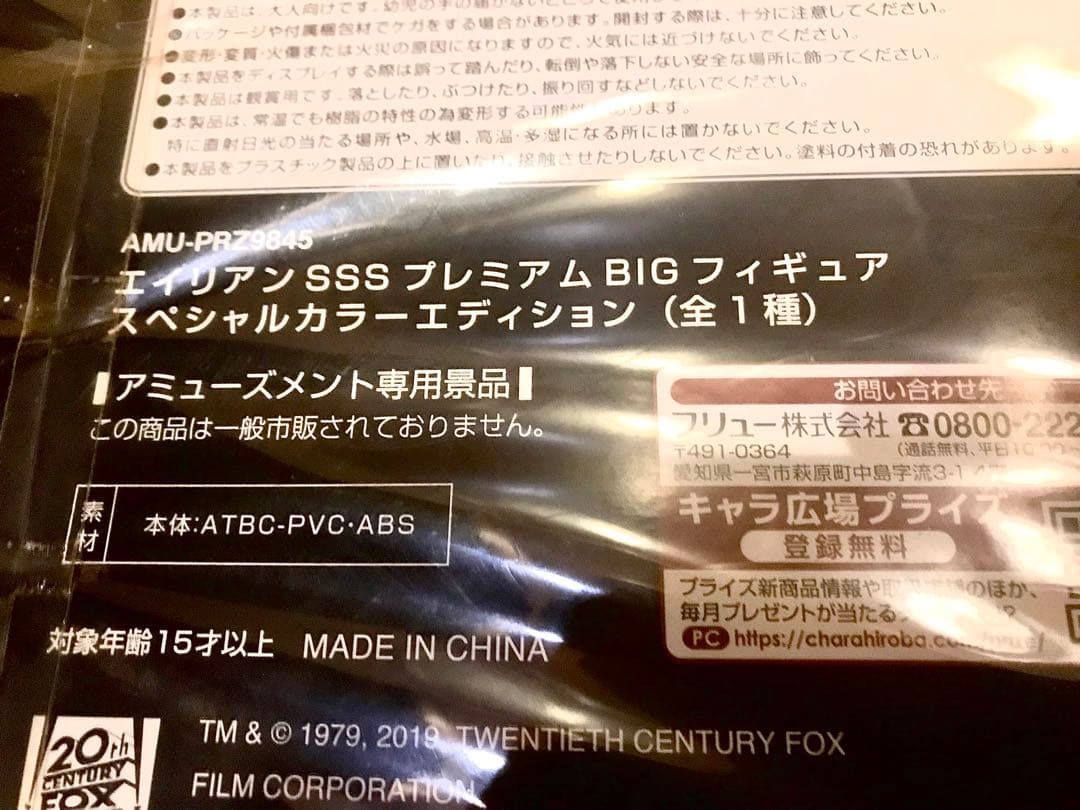 ●本製品は、大人向けです。幼児の手の届かないところで
●パッケージや付属梱包材でケガをする場合があります。開封する際は、十分に注意してください。
●変形・変質・火傷または火災の原因になりますので、火気には近づけないでください。
●本製品をディスプレイする際は誤って踏んだり、転倒や落下しない安全な場所に飾ってください。
●本製品は観賞用です。落としたり、ぶつけたり、振り回すなどしないでください。
●本製品は、常温でも樹脂の特性の為変形する可能性があります。
特に直射日光の当たる場所や、水場、高温・多湿になる所には置かないでください。
●本製品をプラスチック製品の上に置いたり、接触させたりしないでください。塗料の付着の恐れがあります。
AMU-PRZ9845
エイリアン SSS プレミアム BIG フィギュア
スペシャルカラーエディション（全1種）
アミューズメント専用景品
この商品は一般市販されておりません。
素材
本体:ATBC-PVC・ABS
対象年齢15才以上 MADE IN CHINA
お問い合わせ先
フリュー株式会社 ☎0800-222
〒491-0364
(通話無料、平日
愛知県一宮市萩原町中島字流3-1
キャラ広場プライズ
登録無料
プライズ新商品情報や のほか、
毎月プレゼントが当たる
PC https://charahiroba.com
20th
CENTURY
FOX
TM & © 1979, 2019 TWENTIETH CENTURY FOX
FILM CORPORATION